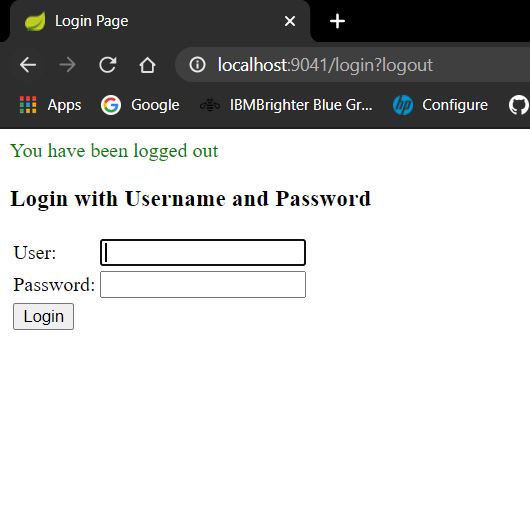 Login Page
localhost:9041/login?logout
Apps Google IBMBrighter Blue Gr... Configure
You have been logged out
Login with Username and Password
User:
Password:
Login